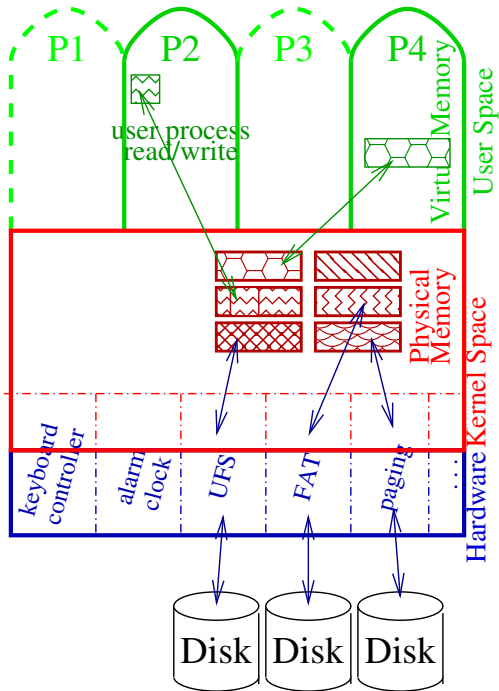 P1 P2 P3 P4
user process
read/write
Virtual Memory
User Space
Physical
Memory
Kernel Space
keyboard
controller
alarm
clock
UFS
FAT
paging
....
Hardware
Disk Disk Disk